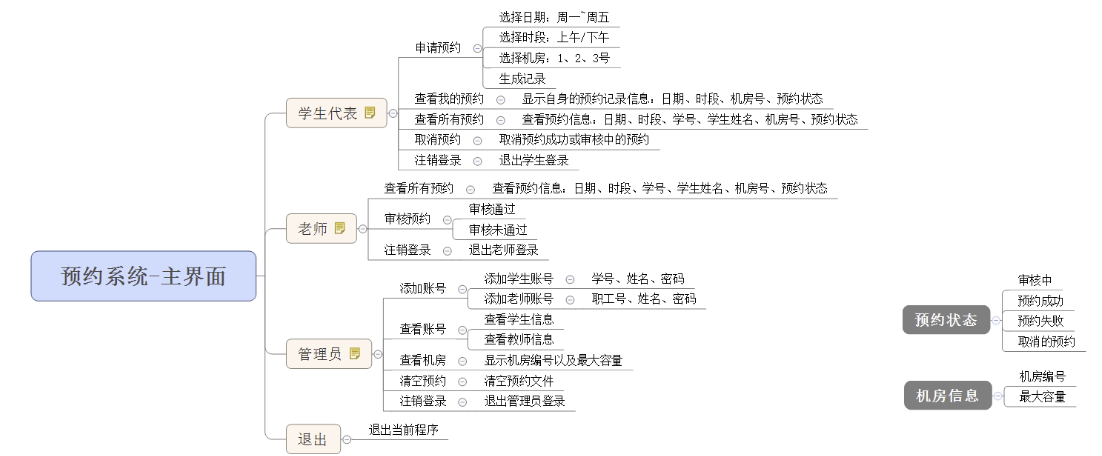 预约系统-主界面
学生代表
申请预约
选择日期：周一~周五
选择时段：上午/下午
选择机房：1、2、3号
生成记录
查看我的预约
显示自身的预约记录信息：日期、时段、机房号、预约状态
查看所有预约
查看预约信息：日期、时段、学号、学生姓名、机房号、预约状态
取消预约
取消预约成功或审核中的预约
注销登录
退出学生登录
老师
查看所有预约
查看预约信息：日期、时段、学号、学生姓名、机房号、预约状态
审核预约
审核通过
审核未通过
注销登录
退出老师登录
管理员
添加账号
添加学生账号
学号、姓名、密码
添加老师账号
职工号、姓名、密码
查看账号
查看学生信息
查看教师信息
查看机房
显示机房编号以及最大容量
清空预约
清空预约文件
注销登录
退出管理员登录
退出
退出当前程序
预约状态
审核中
预约成功
预约失败
取消的预约
机房信息
机房编号
最大容量